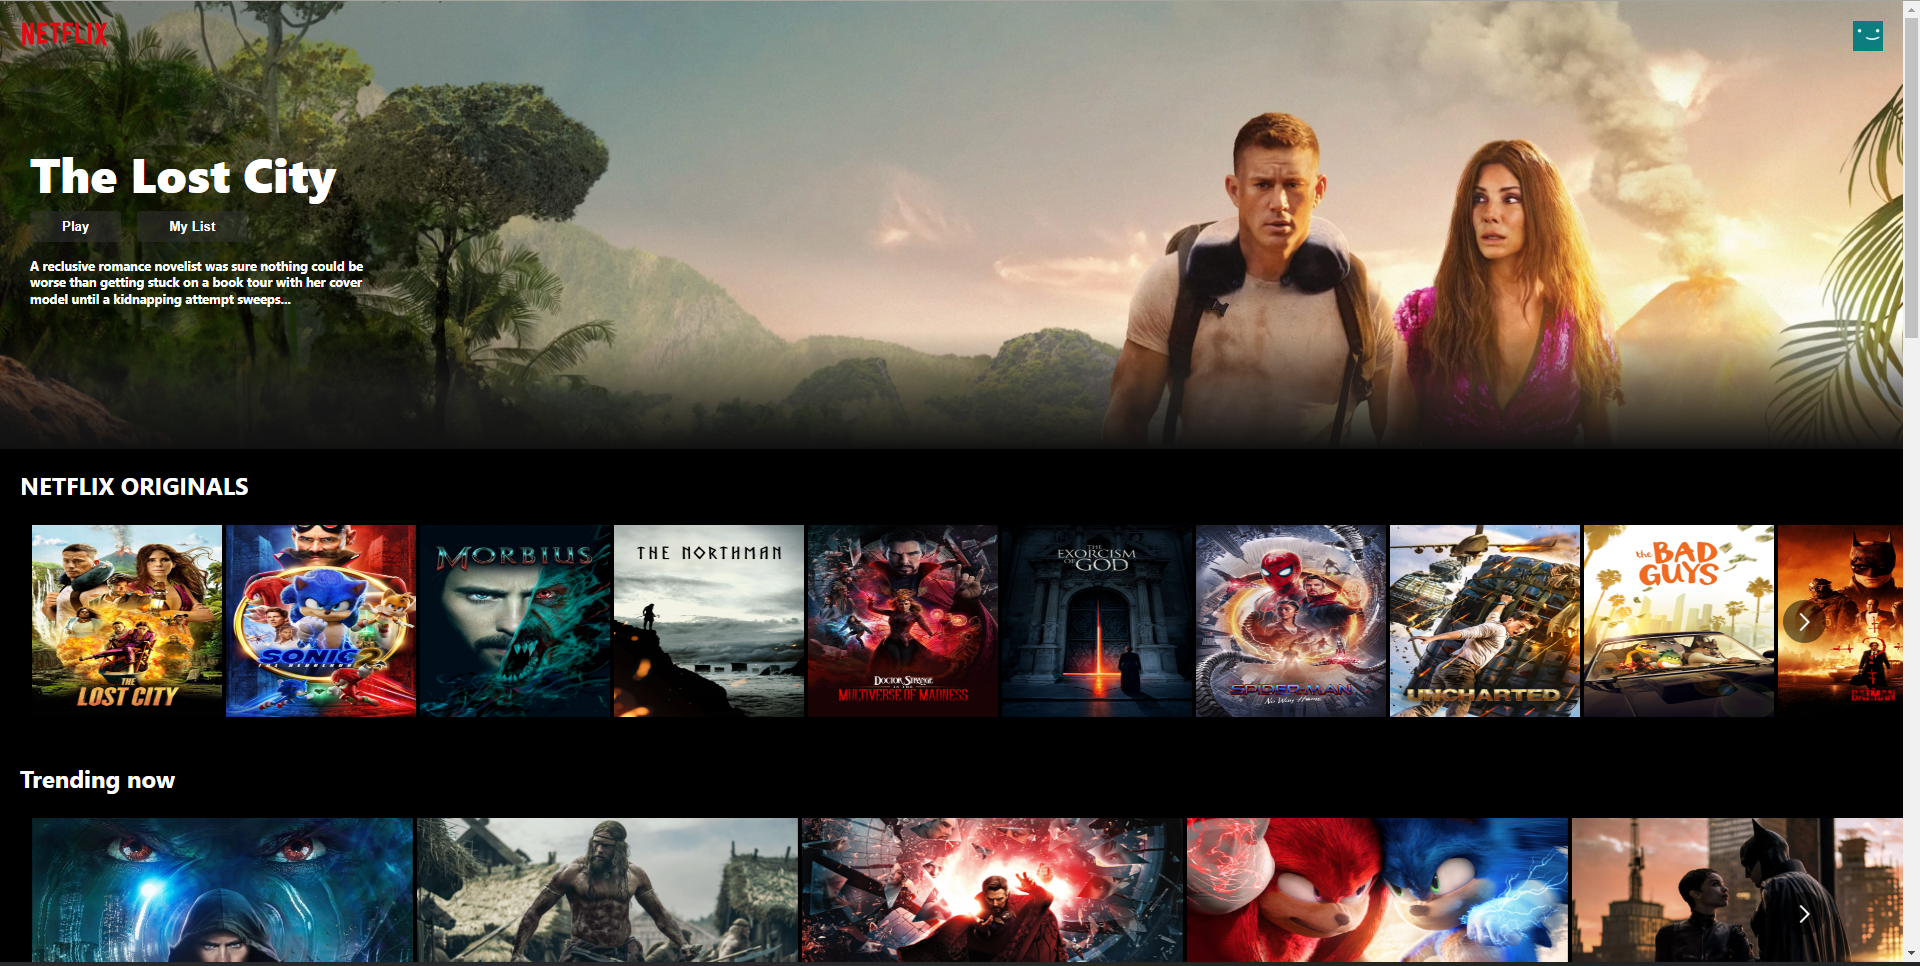 NETFLIX
The Lost City
Play
My List
A reclusive romance novelist was sure nothing could be
worse than getting stuck on a book tour with her cover
model until a kidnapping attempt sweeps...
NETFLIX ORIGINALS
THE
LOST CITY
SONIC 2
THE HEDGEHOG
MORBIUS
THE NORTHMAN
DOCTOR STRANGE
IN THE
MULTIVERSE OF MADNESS
THE
EXORCISM
OF GOD
SPIDER-MAN
No Way Home
UNCHARTED
the BAD
GUYS
THE
BATMAN
Trending now